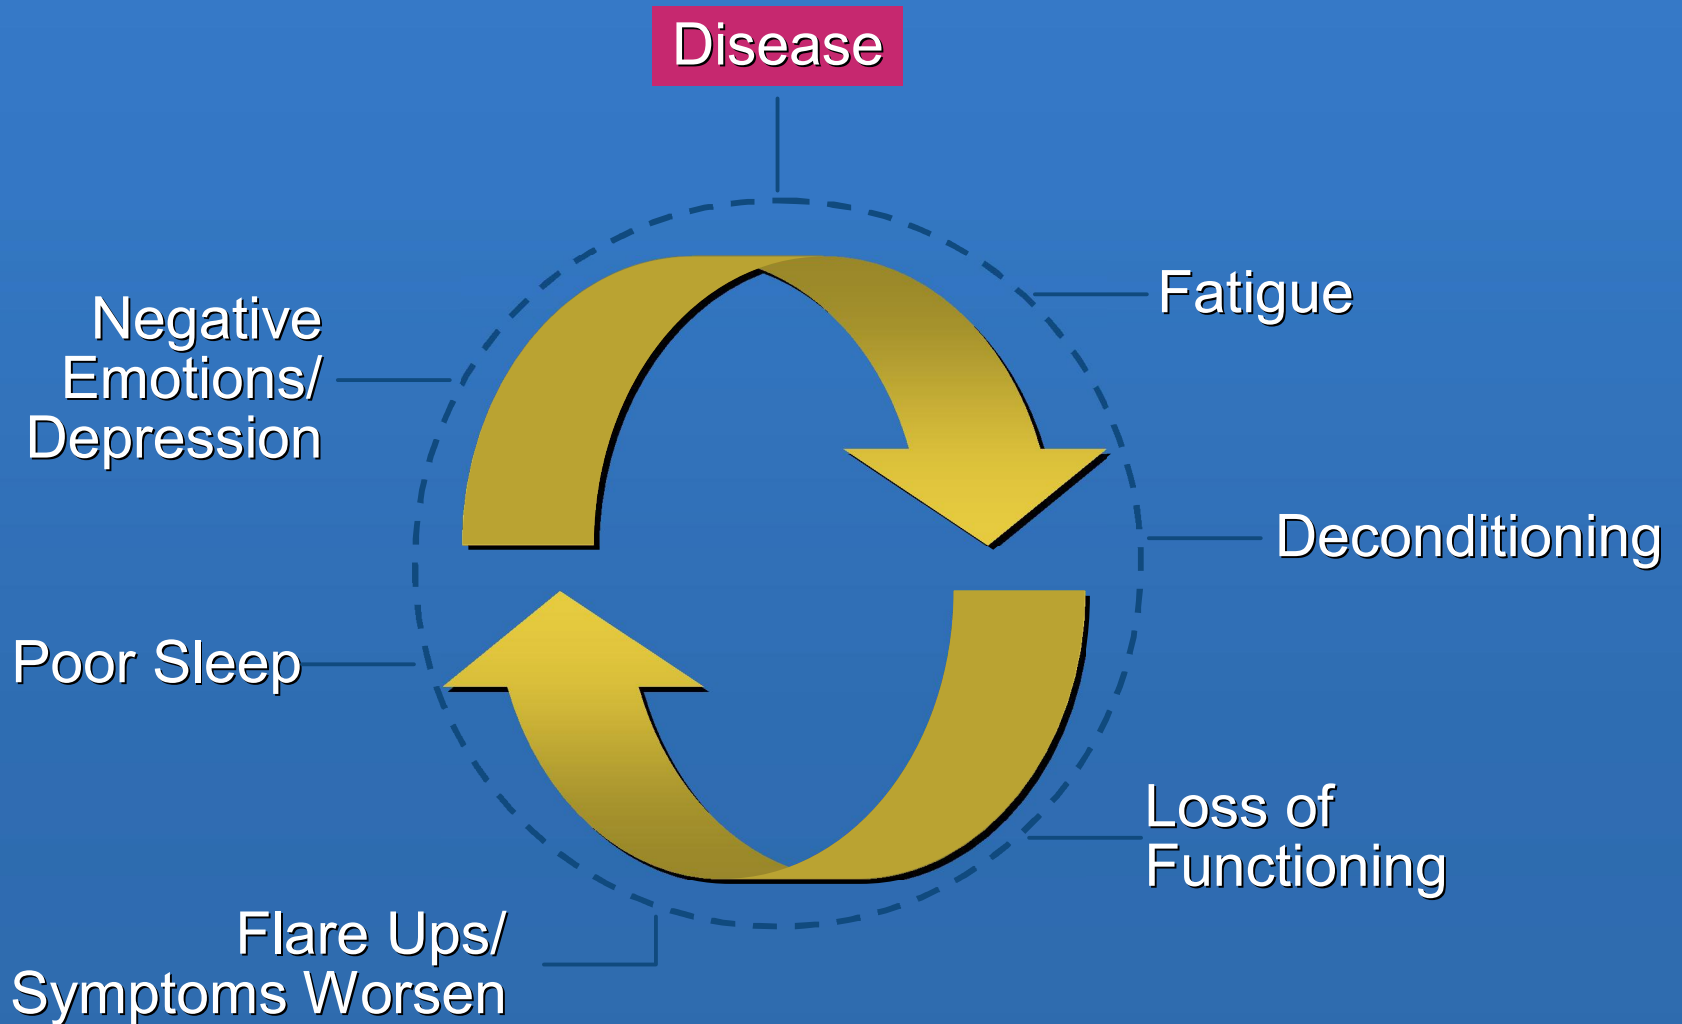 Disease
Fatigue
Deconditioning
Loss of
Functioning
Flare Ups/
Symptoms Worsen
Poor Sleep
Negative
Emotions/
Depression